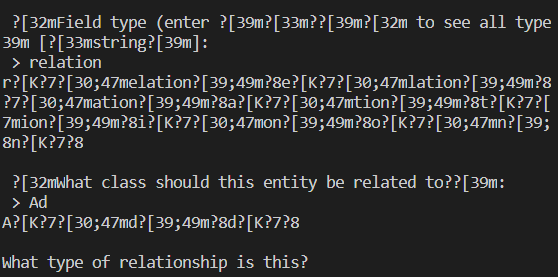 ?[32mField type (enter ?[39m?[33m??[39m?[32m to see all type
39m [?[33mstring?[39m]:
> relation
r?[K?7?[30;47melation?[39;49m?8e?[K?7?[30;47mlation?[39;49m?8
?7?[30;47mation?[39;49m?8a?[K?7?[30;47mtion?[39;49m?8t?[K?7?[
7mion?[39;49m?8i?[K?7?[30;47mon?[39;49m?8o?[K?7?[30;47mn?[39;
8n?[K?7?8
?[32mWhat class should this entity be related to??[39m:
> Ad
A?[K?7?[30;47md?[39;49m?8d?[K?7?8
What type of relationship is this?